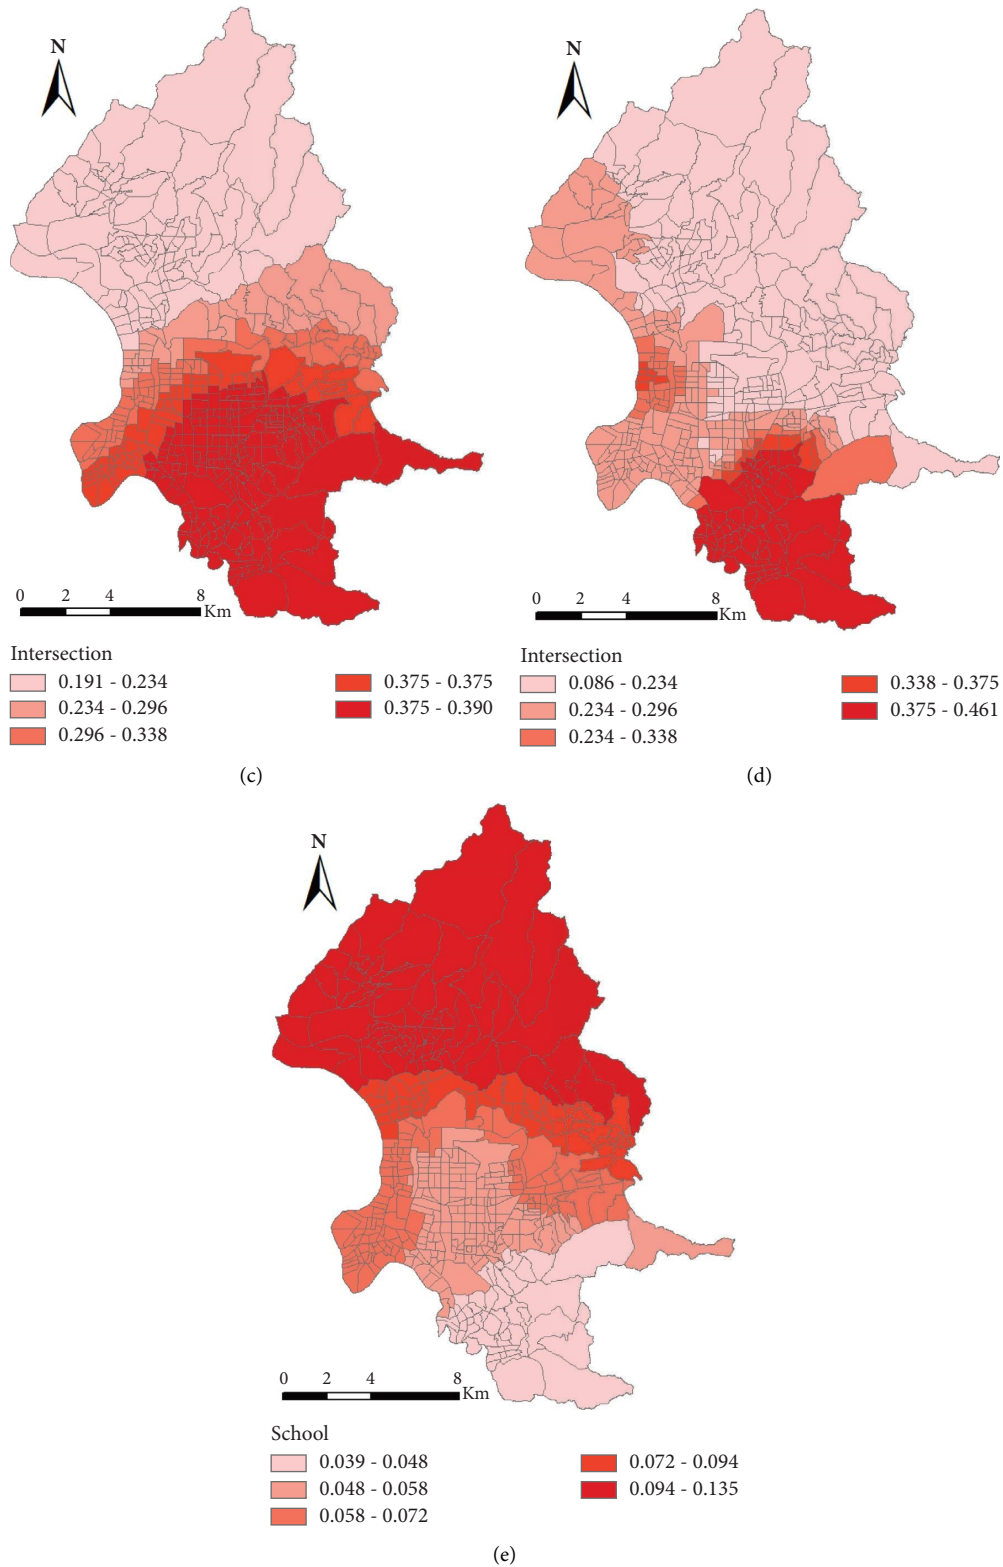 N
N
0 2 4 8
Km
0 2 4 8
Km
Intersection
0.191 - 0.234
0.234 - 0.296
0.296 - 0.338
0.375 - 0.375
0.375 - 0.390
Intersection
0.086 - 0.234
0.234 - 0.296
0.234 - 0.338
0.338 - 0.375
0.375 - 0.461
(c)
(d)
N
0 2 4 8
Km
School
0.039 - 0.048
0.048 - 0.058
0.058 - 0.072
0.072 - 0.094
0.094 - 0.135
(e)